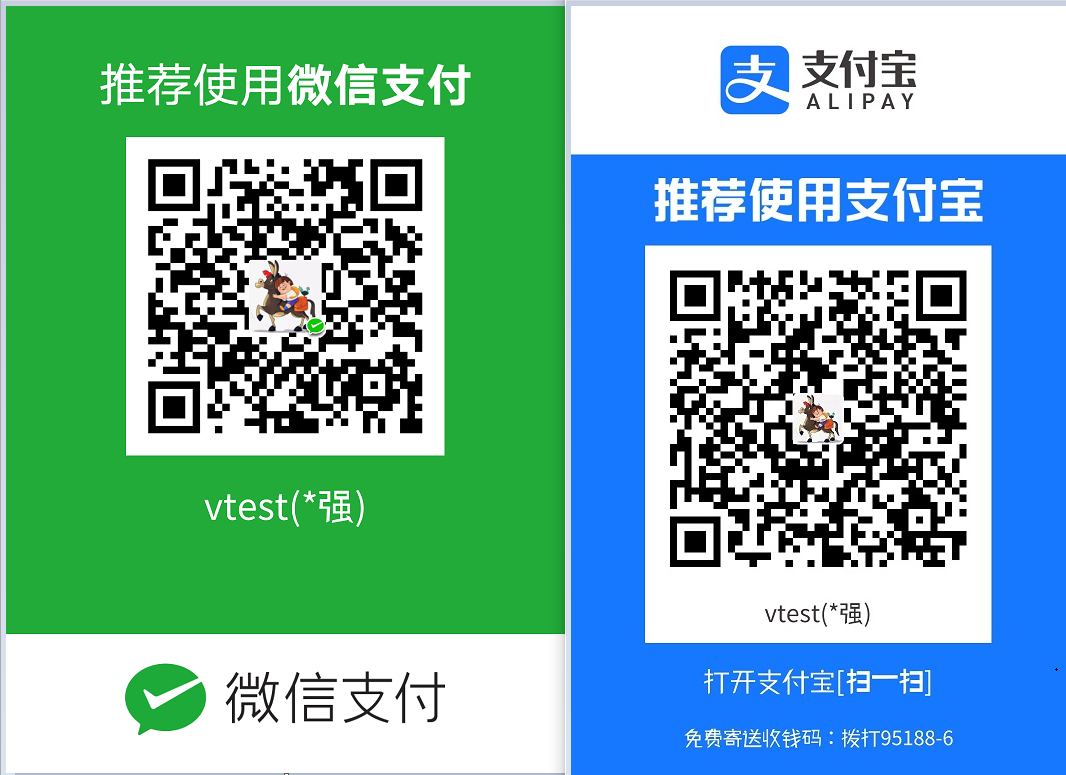 推荐使用微信支付
vtest(*强)
微信支付
支
支付宝
ALIPAY
推荐使用支付宝
vtest(*强)
打开支付宝[扫一扫]
免费寄送收钱码：拨打95188-6